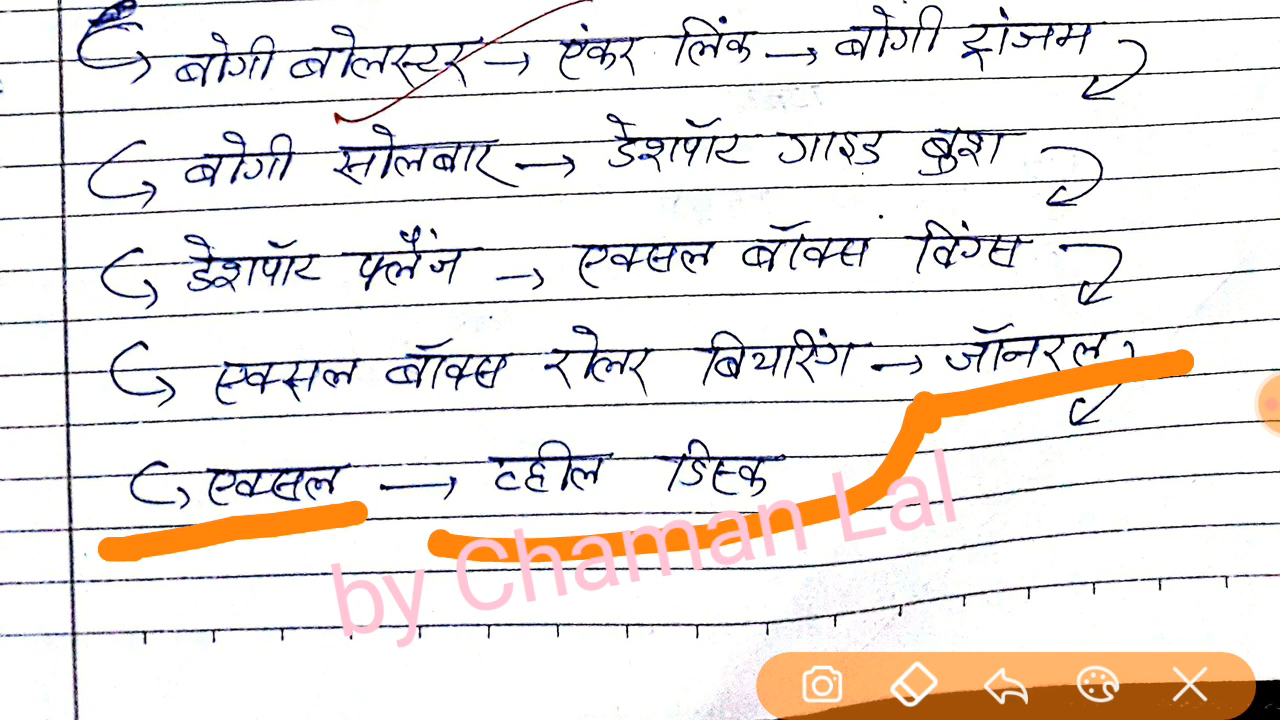 बोगी बोलस्टर → एंकर लिंक → बोगी फ्रांजम
बोगी सोलबार → डेशपॉट गाइड बुश
डेशपॉट फ्लैंज → एक्सल बॉक्स विंग्स
एक्सल बॉक्स रोलर बियरिंग → जॉनरल
एक्सल → व्हील डिस्क
by Chaman Lal